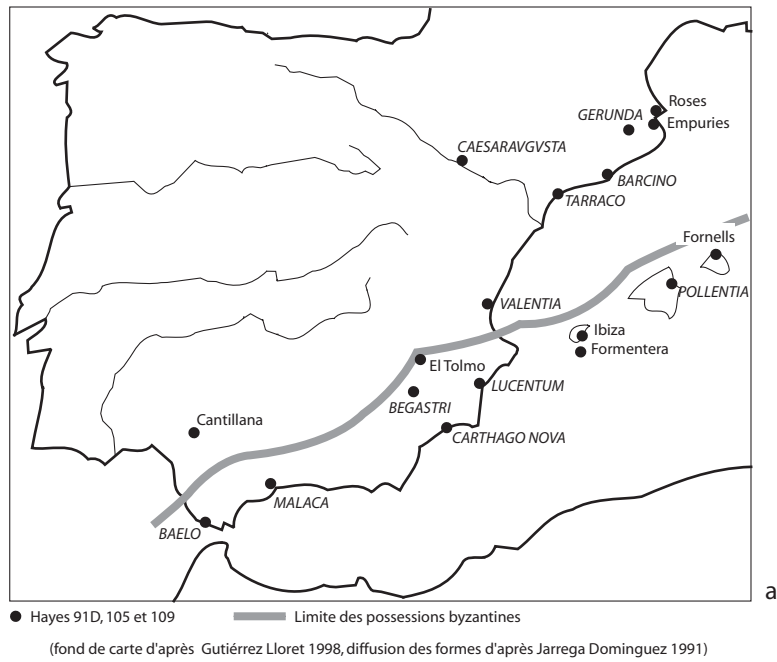 Roses
GERUNDA
Empuries
CAESARAVGVSTA
BARCINO
TARRACO
Fornells
POLLENTIA
VALENTIA
Ibiza
Formentera
El Tolmo
LUCENTUM
BEGASTRI
Cantillana
CARTHAGO NOVA
MALACA
BAELO
a
Hayes 91D, 105 et 109
Limite des possessions byzantines
(fond de carte d'après Gutiérrez Lloret 1998, diffusion des formes d'après Jarrega Dominguez 1991)